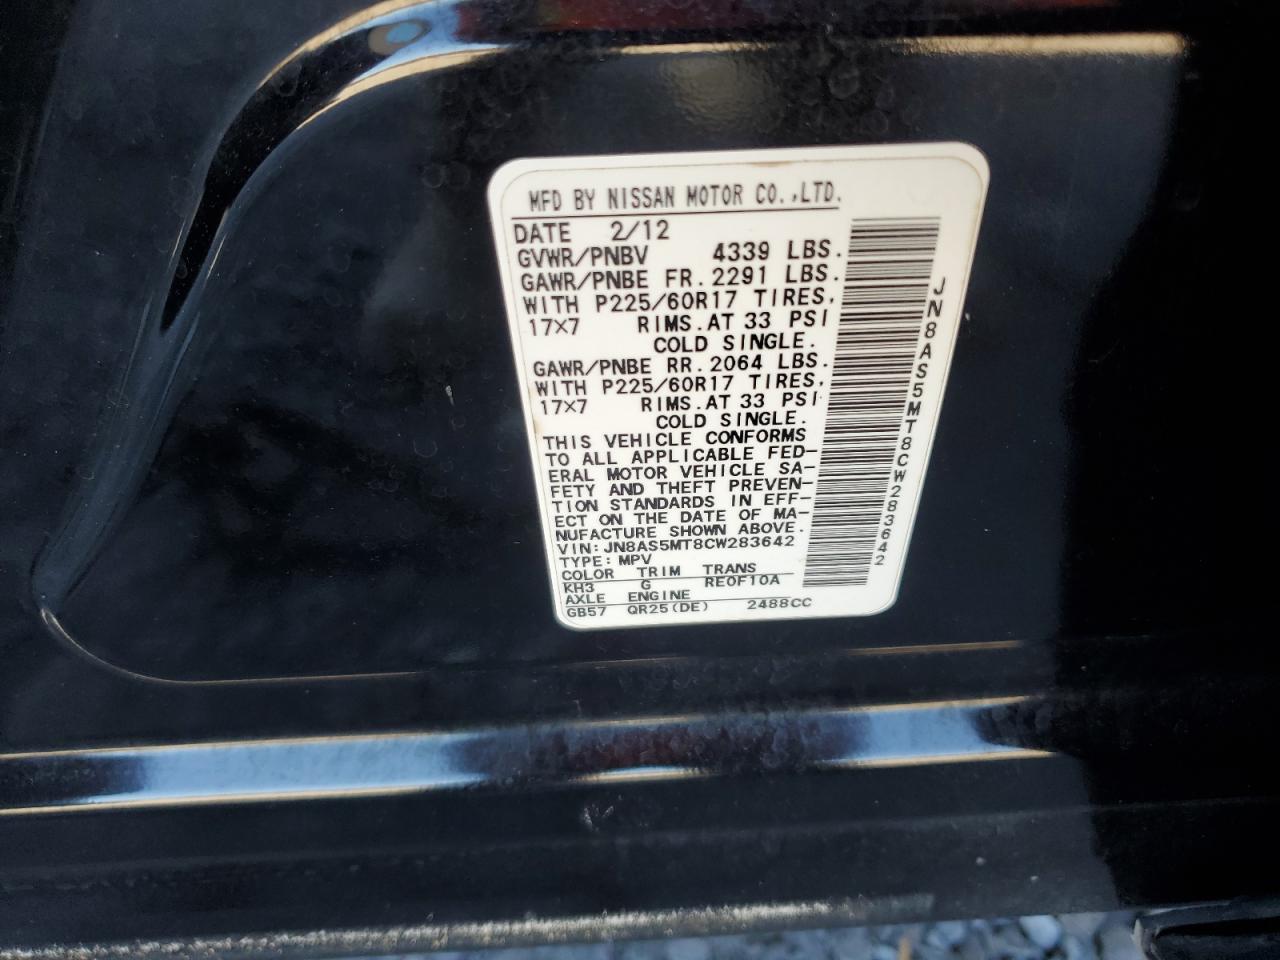 MFD BY NISSAN MOTOR CO.,LTD.
DATE 2/12
GVWR/PNBV 4339 LBS.
GAWR/PNBE FR. 2291 LBS.
WITH P225/60R17 TIRES,
17×7 RIMS.AT 33 PSI
COLD SINGLE.
GAWR/PNBE RR. 2064 LBS.
WITH P225/60R17 TIRES,
17×7 RIMS.AT 33 PSI
COLD SINGLE.
THIS VEHICLE CONFORMS
TO ALL APPLICABLE FED-
ERAL MOTOR VEHICLE SA-
FETY AND THEFT PREVEN-
TION STANDARDS IN EFF-
ECT ON THE DATE OF MA-
NUFACTURE SHOWN ABOVE.
VIN:JN8AS5MT8CW283642
TYPE:MPV
COLOR TRIM TRANS
KH3 G RE0F10A
AXLE ENGINE
GB57 QR25(DE) 2488CC
JN8AS5MT8CW283642